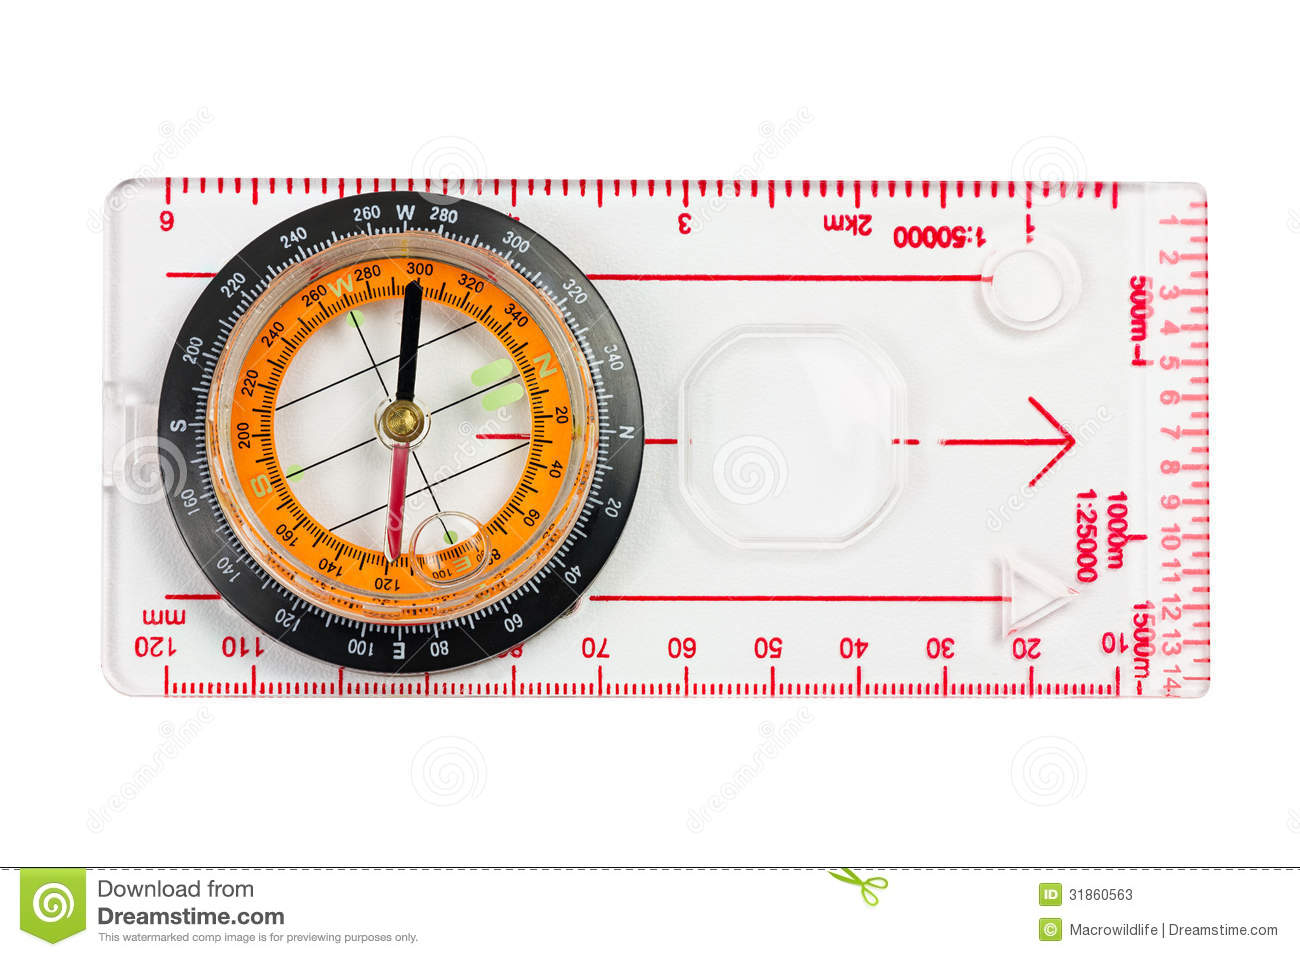 6 3 2km 1:50000 1
260 W 280 300 320 340 N 20 40 60 80 E 100 120 140 160 S 200 220 240
280 300 320 340 N 20 40 60 80 E 100 120 140 160 S 200 220 240 260 W
1 2 3 4 5 6 7 8 9 10 11 12 13 14
500m
1:25000 1000m
1500m
mm
120 110 80 70 60 50 40 30 20 10
dreamstime
Download from
Dreamstime.com
This watermarked comp image is for previewing purposes only.
ID 31860563
© Macrowildlife | Dreamstime.com